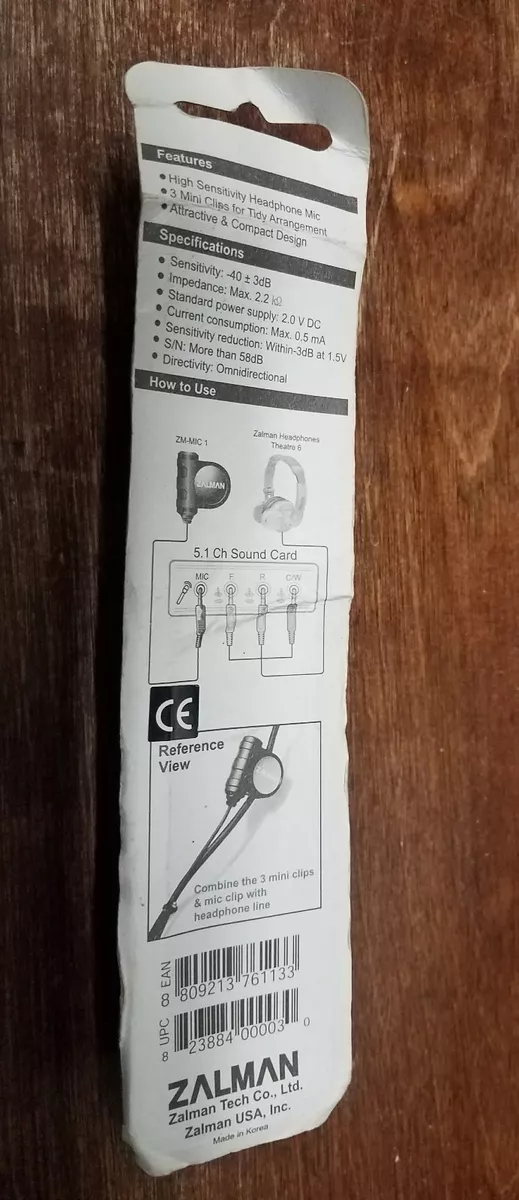 Features
• High Sensitivity Headphone Mic
• 3 Mini Clips for Tidy Arrangement
• Attractive & Compact Design
Specifications
• Sensitivity: -40 ± 3dB
• Impedance: Max. 2.2 kΩ
• Standard power supply: 2.0 V DC
• Current consumption: Max. 0.5 mA
• Sensitivity reduction: Within-3dB at 1.5V
• S/N: More than 58dB
• Directivity: Omnidirectional
How to Use
ZM-MIC 1
Zalman Headphones
Theatre 6
ZALMAN
5.1 Ch Sound Card
MIC F R C/W
CE
Reference
View
Combine the 3 mini clips
& mic clip with
headphone line
EAN
8 809213 761133
UPC
8 23884 00003 0
ZALMAN
Zalman Tech Co., Ltd.
Zalman USA, Inc.
Made in Korea